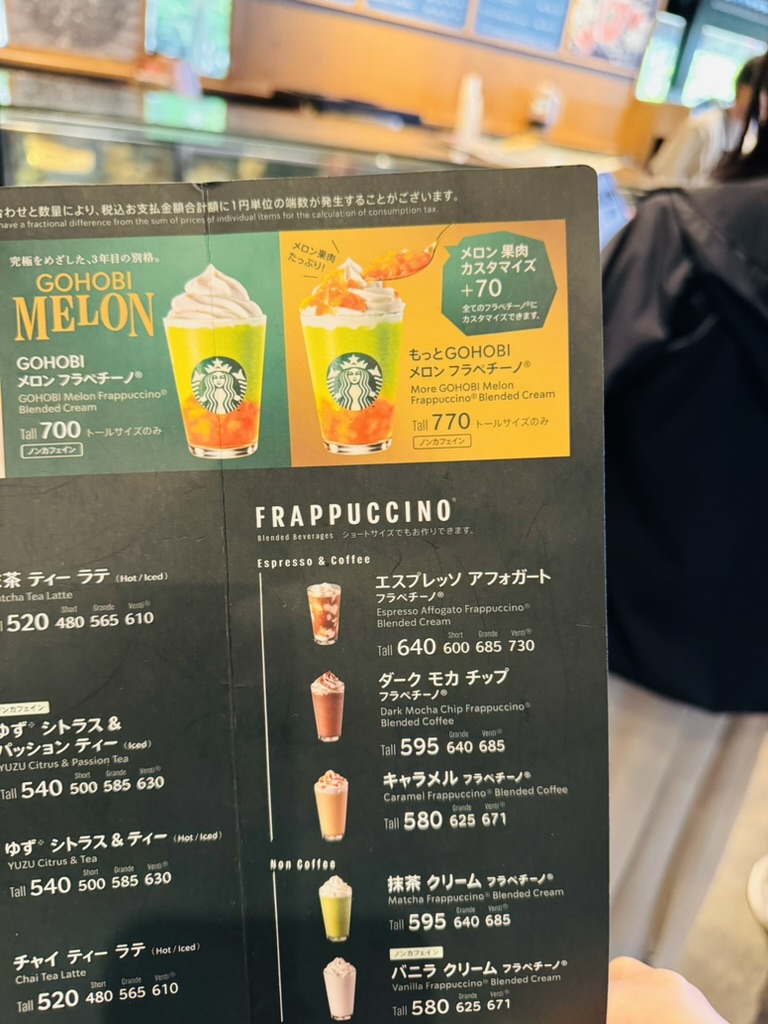 わせと数量により、税込お支払金額合計額に1円単位の端数が発生することがございます。
have a fractional difference from the sum of prices of individual items for the calculation of consumption tax.
究極をめざした、3年目の別格。
GOHOBI
MELON
GOHOBI
メロン フラペチーノ®
GOHOBI Melon Frappuccino®
Blended Cream
Tall 700 トールサイズのみ
ノンカフェイン
メロン果肉
たっぷり!
メロン 果肉
カスタマイズ
+70
全てのフラペチーノ®に
カスタマイズできます。
もっとGOHOBI
メロン フラペチーノ®
More GOHOBI Melon
Frappuccino® Blended Cream
Tall 770 トールサイズのみ
ノンカフェイン
茶 ティー ラテ (Hot/Iced)
atcha Tea Latte
Short Grande Venti®
520 480 565 610
ンカフェイン
ゆず※ シトラス &
パッション ティー (Iced)
YUZU Citrus & Passion Tea
Short Grande Venti®
Tall 540 500 585 630
ゆず※ シトラス & ティー (Hot/Iced)
YUZU Citrus & Tea
Short Grande Venti®
Tall 540 500 585 630
チャイ ティー ラテ (Hot/Iced)
Chai Tea Latte
Short Grande Venti®
Tall 520 480 565 610
FRAPPUCCINO®
Blended Beverages ショートサイズでもお作りできます。
Espresso & Coffee
エスプレッソ アフォガート
フラペチーノ®
Espresso Affogato Frappuccino®
Blended Cream
Short Grande Venti®
Tall 640 600 685 730
ダーク モカ チップ
フラペチーノ®
Dark Mocha Chip Frappuccino®
Blended Coffee
Grande Venti®
Tall 595 640 685
キャラメル フラペチーノ®
Caramel Frappuccino® Blended Coffee
Grande Venti®
Tall 580 625 671
Non Coffee
抹茶 クリーム フラペチーノ®
Matcha Frappuccino® Blended Cream
Grande Venti®
Tall 595 640 685
ノンカフェイン
バニラ クリーム フラペチーノ®
Vanilla Frappuccino® Blended Cream
Grande Venti®
Tall 580 625 671